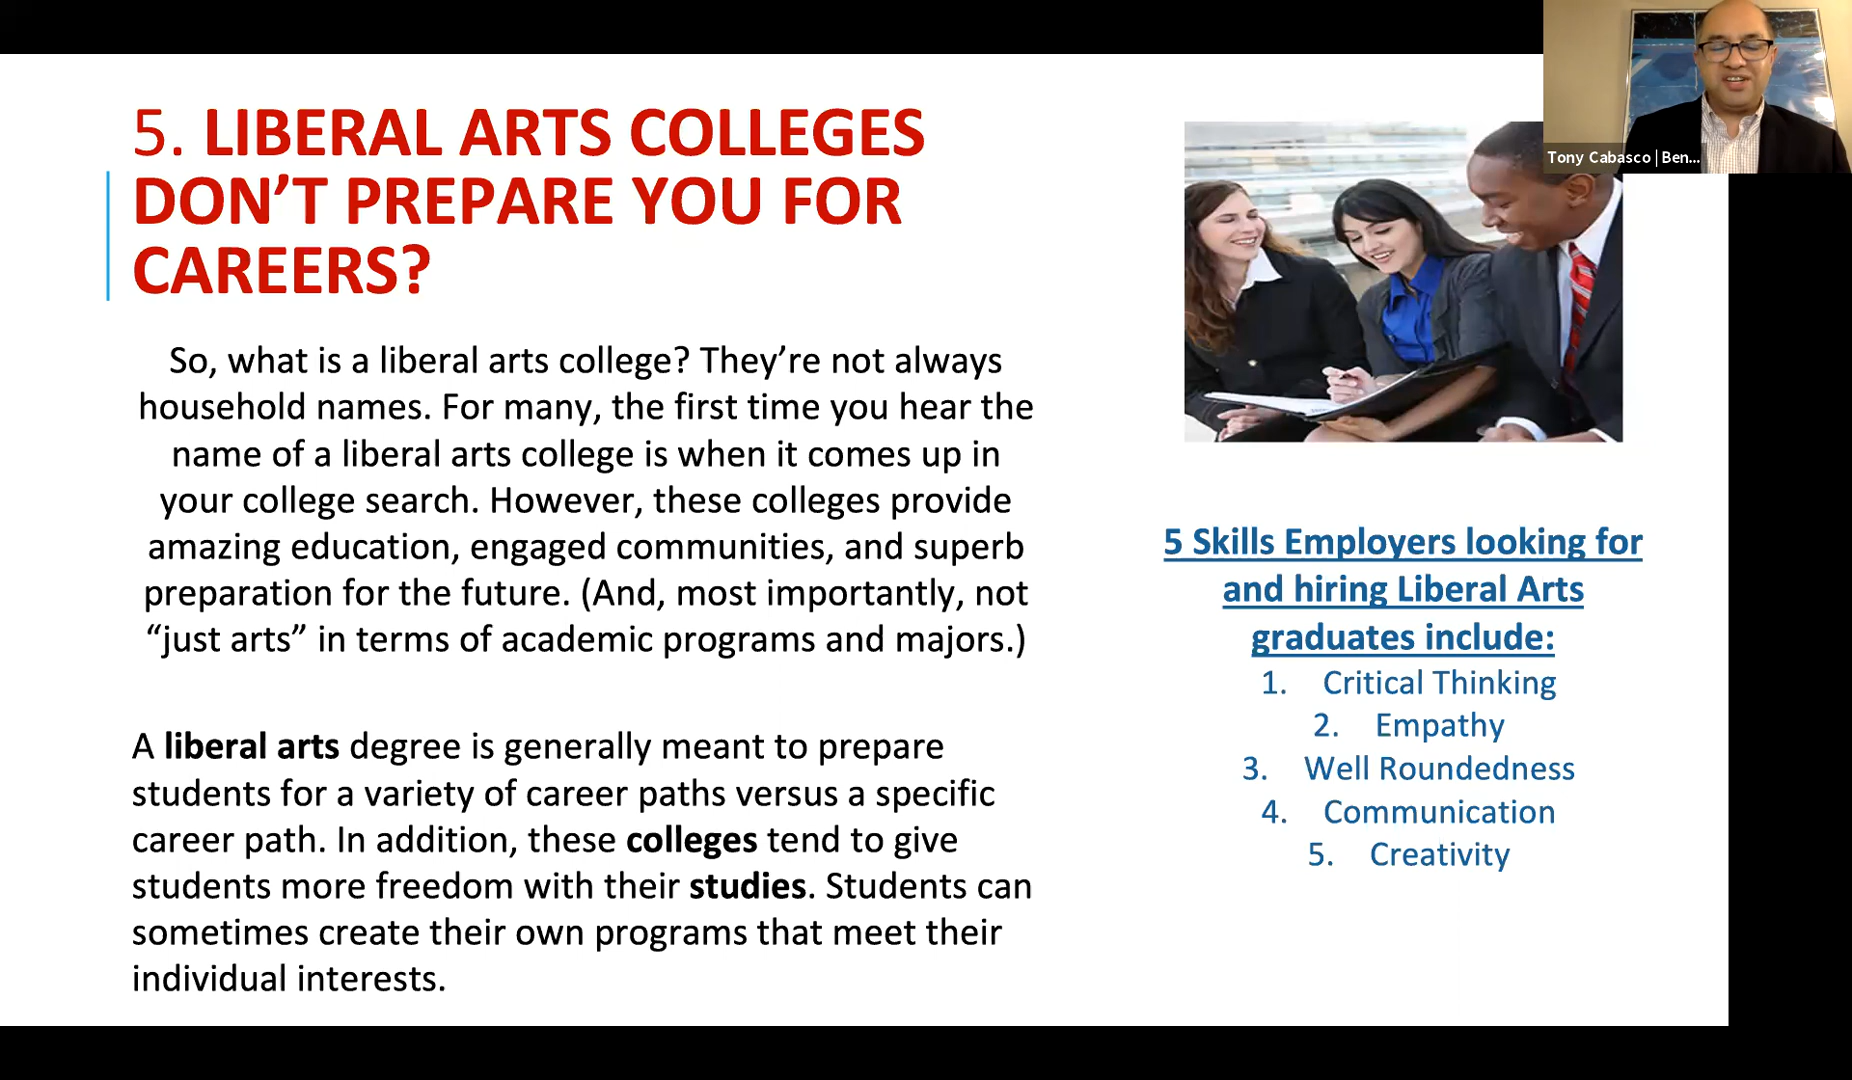 5. LIBERAL ARTS COLLEGES
DON’T PREPARE YOU FOR
CAREERS?
So, what is a liberal arts college? They’re not always
household names. For many, the first time you hear the
name of a liberal arts college is when it comes up in
your college search. However, these colleges provide
amazing education, engaged communities, and superb
preparation for the future. (And, most importantly, not
“just arts” in terms of academic programs and majors.)
A liberal arts degree is generally meant to prepare
students for a variety of career paths versus a specific
career path. In addition, these colleges tend to give
students more freedom with their studies. Students can
sometimes create their own programs that meet their
individual interests.
Tony Cabasco | Ben...
5 Skills Employers looking for
and hiring Liberal Arts
graduates include:
1. Critical Thinking
2. Empathy
3. Well Roundedness
4. Communication
5. Creativity